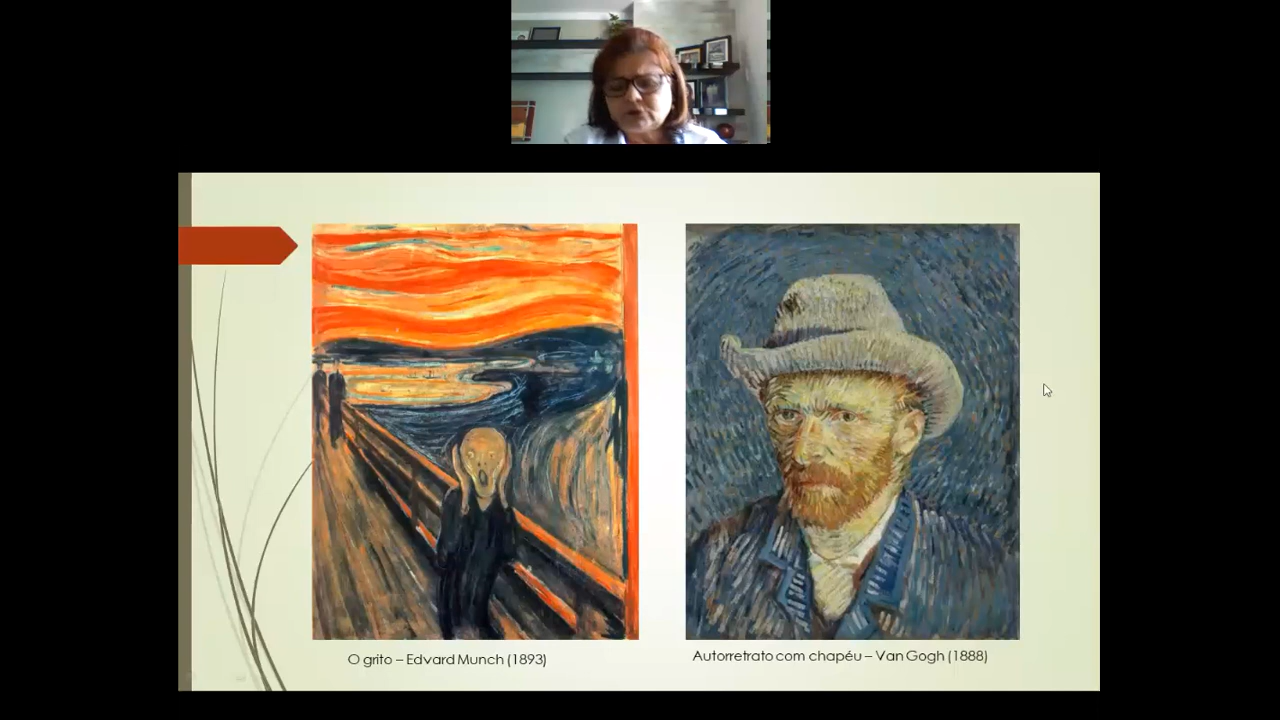 O grito – Edvard Munch (1893)
Autorretrato com chapéu – Van Gogh (1888)